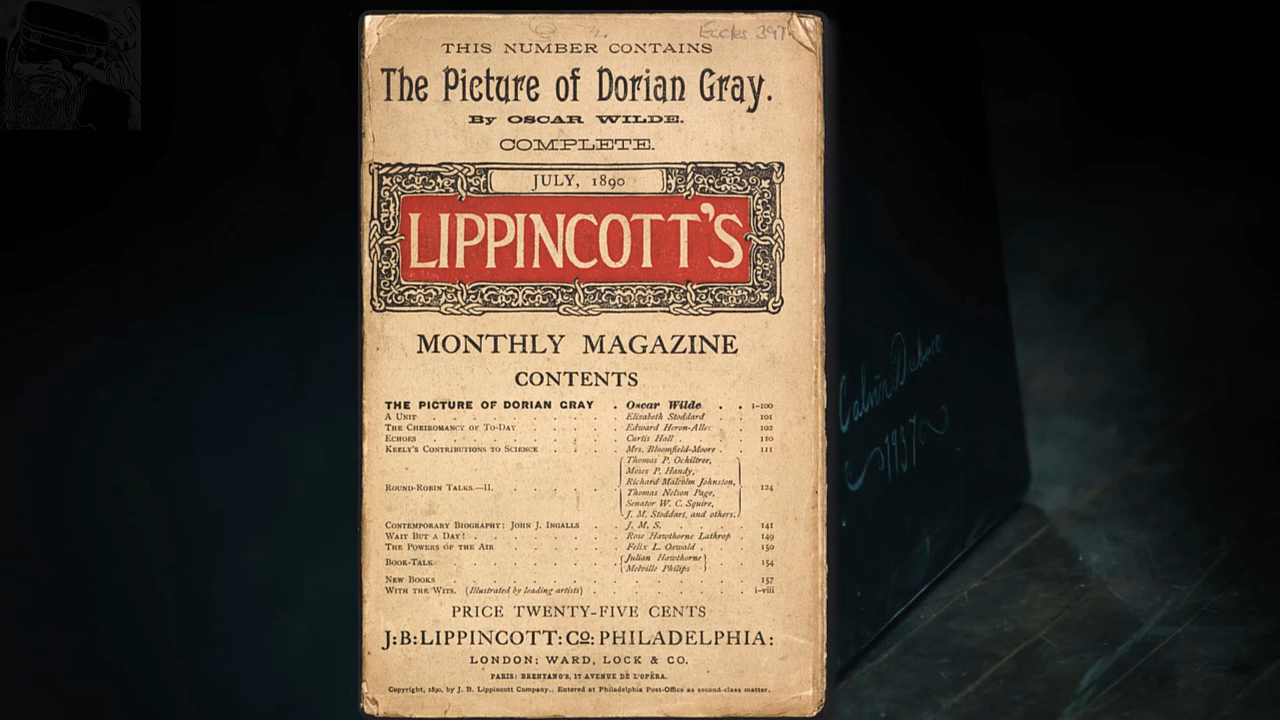 Eccles 397
THIS NUMBER CONTAINS
The Picture of Dorian Gray.
By OSCAR WILDE.
COMPLETE.
JULY, 1890
LIPPINCOTT'S
MONTHLY MAGAZINE
CONTENTS
THE PICTURE OF DORIAN GRAY . Oscar Wilde . . 1-100
A UNIT . . . . . . . . Elizabeth Stoddard . . 101
THE CHEIROMANCY OF TO-DAY . . . . Edward Heron-Allen 102
ECHOES . . . . . . . . Curtis Hall . . . 110
KEELY'S CONTRIBUTIONS TO SCIENCE . . . . Mrs. Bloomfield-Moore . . 111
ROUND-ROBIN TALKS.—II. . . . . . 124
Thomas P. Ochiltree,
Moses P. Handy,
Richard Malcolm Johnston,
Thomas Nelson Page,
Senator W. C. Squire,
J. M. Stoddart, and others.
CONTEMPORARY BIOGRAPHY: JOHN J. INGALLS . . J. M. S. . . . . 141
WAIT BUT A DAY! . . . . . . . Rose Hawthorne Lathrop . 149
THE POWERS OF THE AIR . . . . . Felix L. Oswald . . . 150
BOOK-TALK . . . . . . . Julian Hawthorne . . 154
Melville Philips
NEW BOOKS . . . . . . . . 157
WITH THE WITS. (Illustrated by leading artists) . . . . . . i-viii
PRICE TWENTY-FIVE CENTS
J:B:LIPPINCOTT:Co:PHILADELPHIA:
LONDON: WARD, LOCK & CO.
PARIS: BRENTANO'S, 17 AVENUE DE L'OPÉRA.
Copyright, 1890, by J. B. Lippincott Company.. Entered at Philadelphia Post-Office as second-class matter.
Calvin
1937